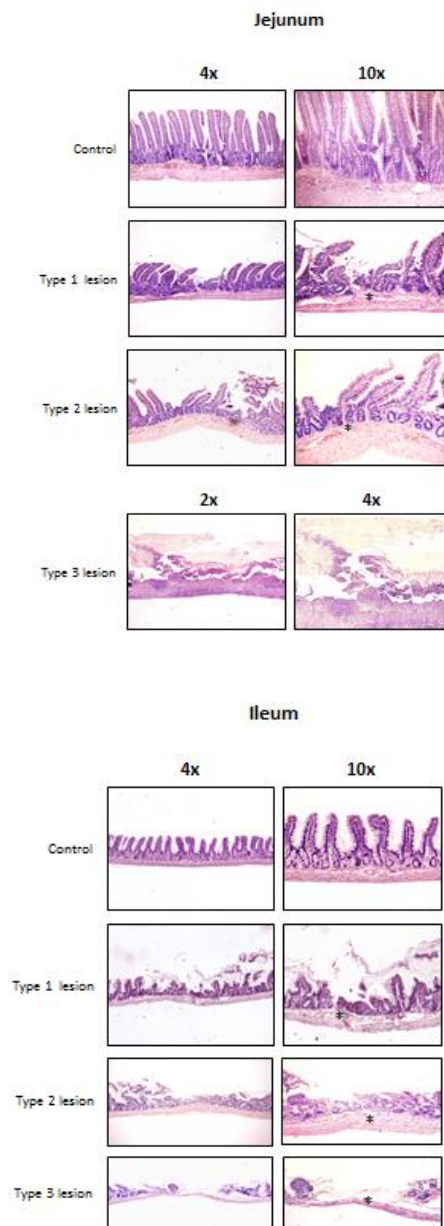 Jejunum
4x 10x
Control
Type 1 lesion
*
Type 2 lesion
*
2x 4x
Type 3 lesion
Ileum
4x 10x
Control
Type 1 lesion
*
Type 2 lesion
*
Type 3 lesion
*